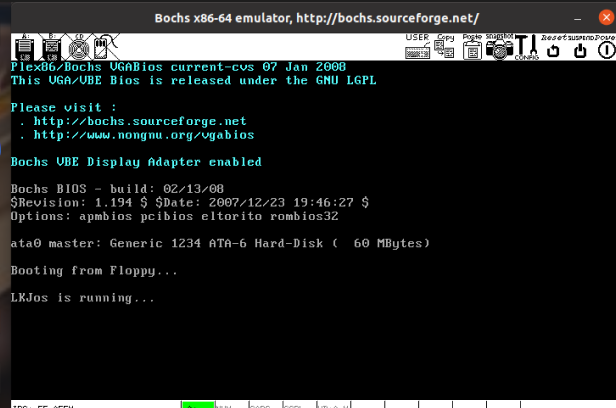 Bochs x86-64 emulator, http://bochs.sourceforge.net/
A: B: CD USER Copy Paste snapshot CONFIG Reset SUSPEND Power
Plex86/Bochs VGABios current-cvs 07 Jan 2008
This VGA/VBE Bios is released under the GNU LGPL
Please visit :
. http://bochs.sourceforge.net
. http://www.nongnu.org/vgabios
Bochs VBE Display Adapter enabled
Bochs BIOS - build: 02/13/08
$Revision: 1.194 $ $Date: 2007/12/23 19:46:27 $
Options: apmbios pcibios eltorito rombios32
ata0 master: Generic 1234 ATA-6 Hard-Disk ( 60 MBytes)
Booting from Floppy...
LKJos is running...